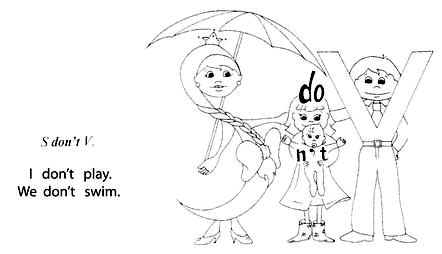 S don't V.
I don't play.
We don't swim.
do
V
n t